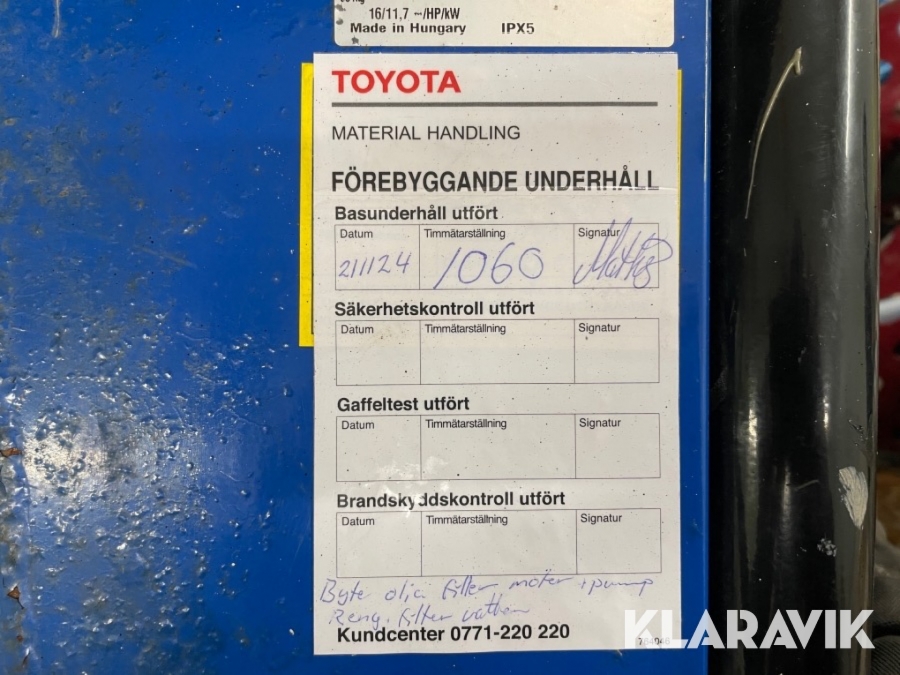 16/11,7 ~/HP/kW
Made in Hungary IPX5
TOYOTA
MATERIAL HANDLING
FÖREBYGGANDE UNDERHÅLL
Basunderhåll utfört
Datum Timmätarställning Signatur
211124 1060
Säkerhetskontroll utfört
Datum Timmätarställning Signatur
Gaffeltest utfört
Datum Timmätarställning Signatur
Brandskyddskontroll utfört
Datum Timmätarställning Signatur
Byte olja filter motor, pump
Reng. filter vatten
Kundcenter 0771-220 220
KLARAVIK